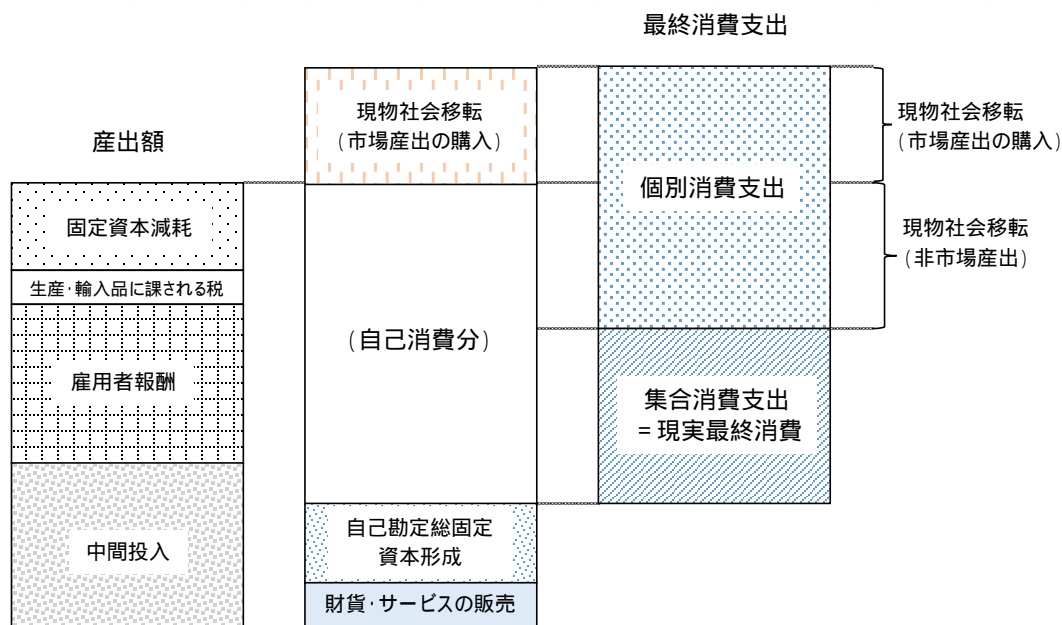 最終消費支出
産出額
固定資本減耗
生産・輸入品に課される税
雇用者報酬
中間投入
現物社会移転
(市場産出の購入)
(自己消費分)
自己勘定総固定
資本形成
財貨・サービスの販売
個別消費支出
集合消費支出
=現実最終消費
現物社会移転
(市場産出の購入)
現物社会移転
(非市場産出)